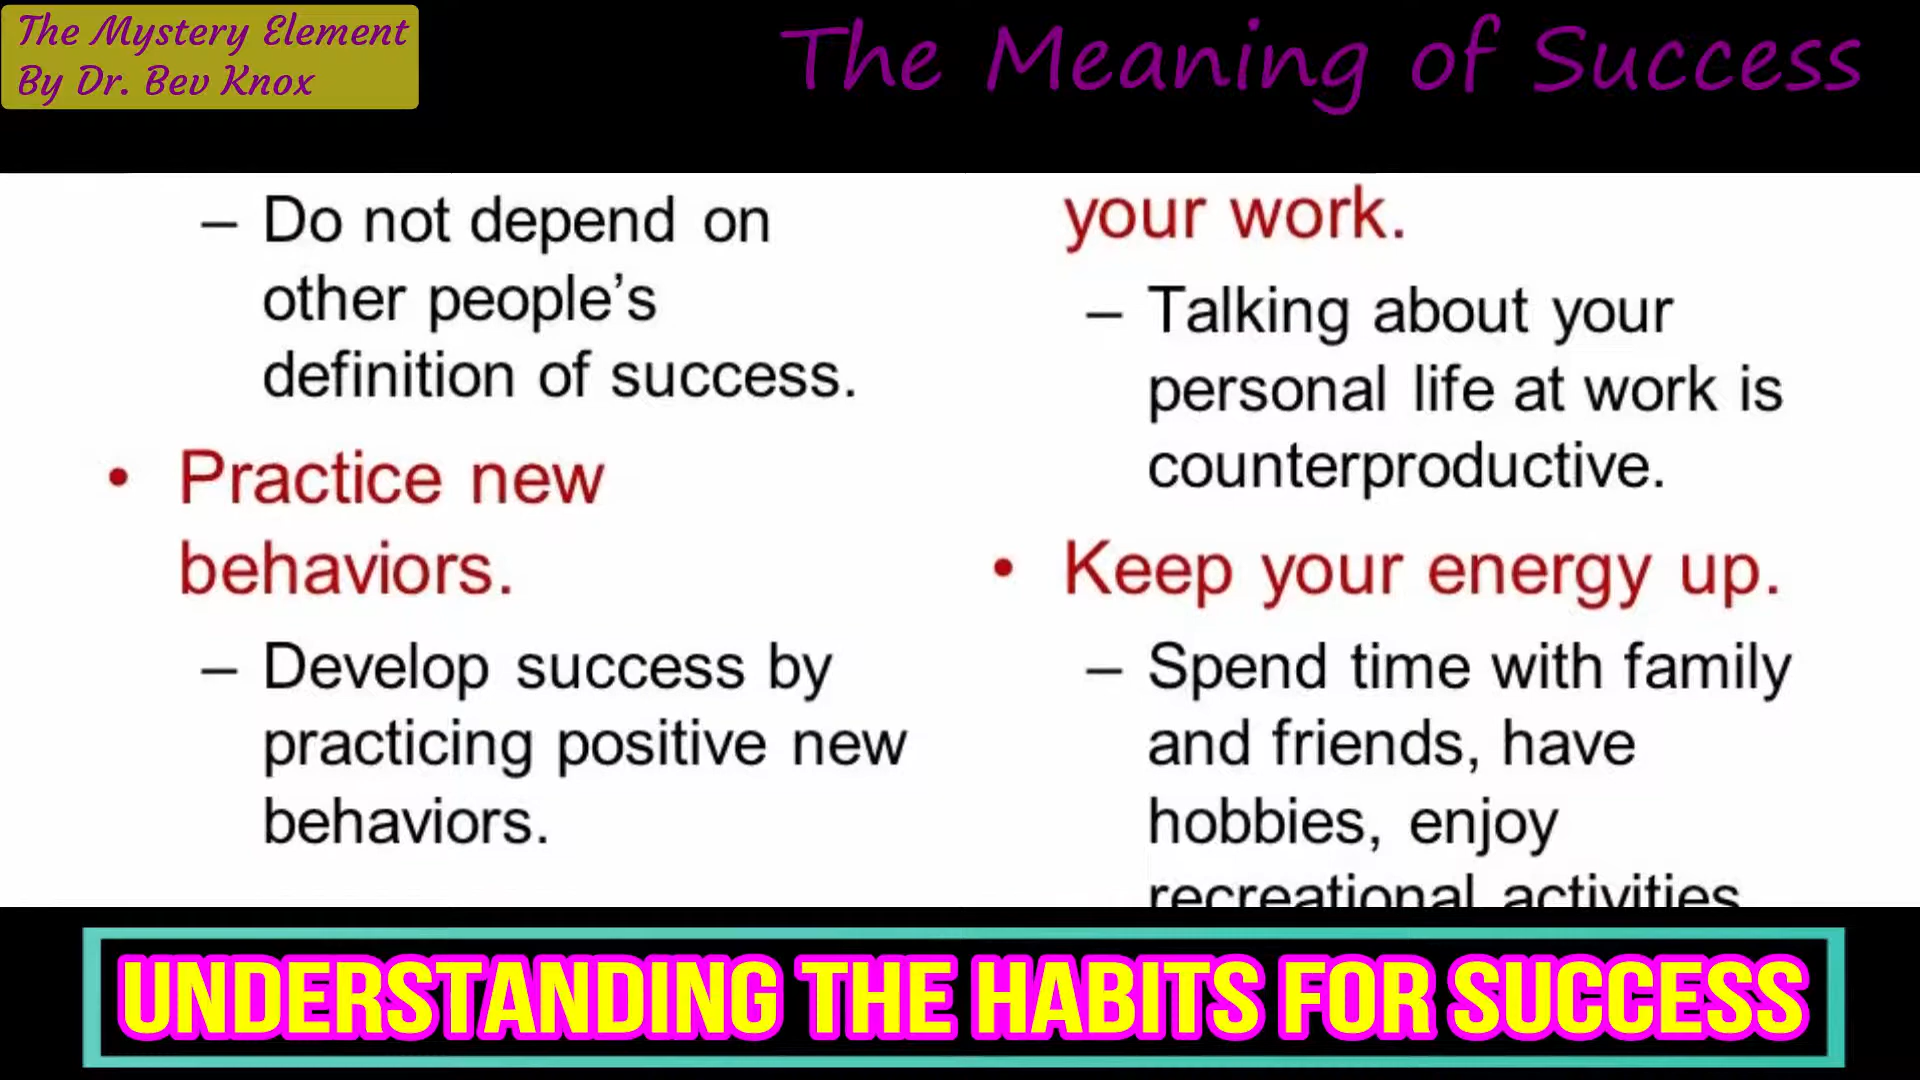 The Mystery Element
By Dr. Bev Knox
The Meaning of Success
– Do not depend on
other people’s
definition of success.
• Practice new
behaviors.
– Develop success by
practicing positive new
behaviors.
your work.
– Talking about your
personal life at work is
counterproductive.
• Keep your energy up.
– Spend time with family
and friends, have
hobbies, enjoy
recreational activities
UNDERSTANDING THE HABITS FOR SUCCESS